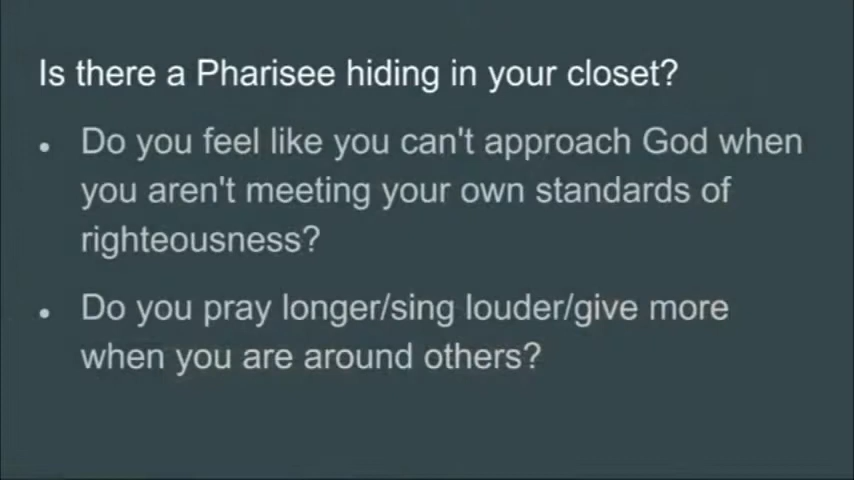 Is there a Pharisee hiding in your closet?
• Do you feel like you can't approach God when
you aren't meeting your own standards of
righteousness?
• Do you pray longer/sing louder/give more
when you are around others?